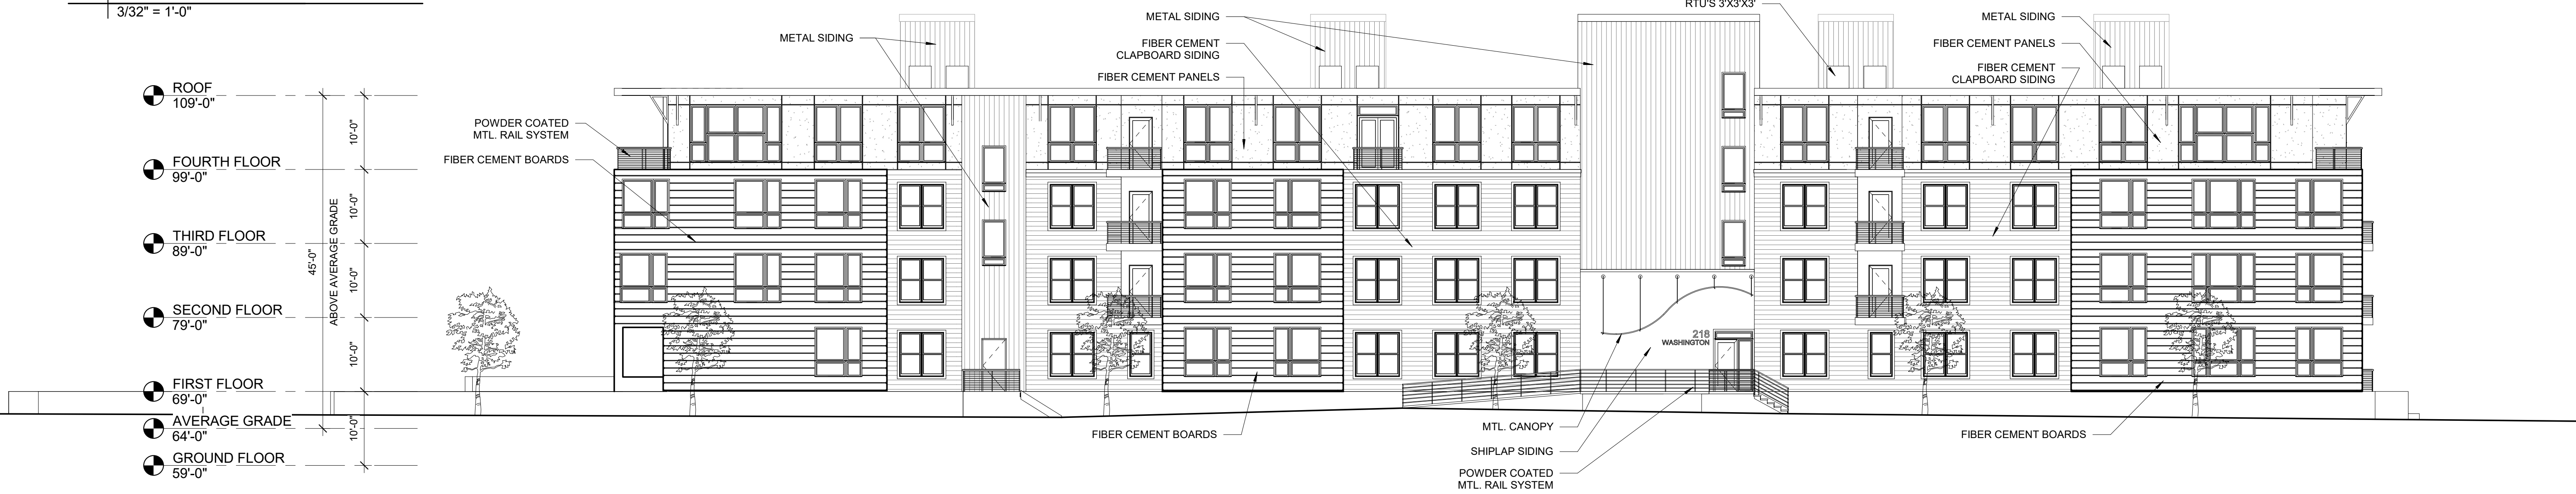 3/32" = 1'-0"
ROOF
109'-0"
FOURTH FLOOR
99'-0"
THIRD FLOOR
89'-0"
SECOND FLOOR
79'-0"
FIRST FLOOR
69'-0"
AVERAGE GRADE
64'-0"
GROUND FLOOR
59'-0"
45'-0"
ABOVE AVERAGE GRADE
10'-0"
10'-0"
10'-0"
10'-0"
10'-0"
POWDER COATED
MTL. RAIL SYSTEM
FIBER CEMENT BOARDS
METAL SIDING
METAL SIDING
FIBER CEMENT
CLAPBOARD SIDING
FIBER CEMENT PANELS
RTU'S 3'X3'X3'
METAL SIDING
FIBER CEMENT PANELS
FIBER CEMENT
CLAPBOARD SIDING
218
WASHINGTON
FIBER CEMENT BOARDS
MTL. CANOPY
SHIPLAP SIDING
POWDER COATED
MTL. RAIL SYSTEM
FIBER CEMENT BOARDS